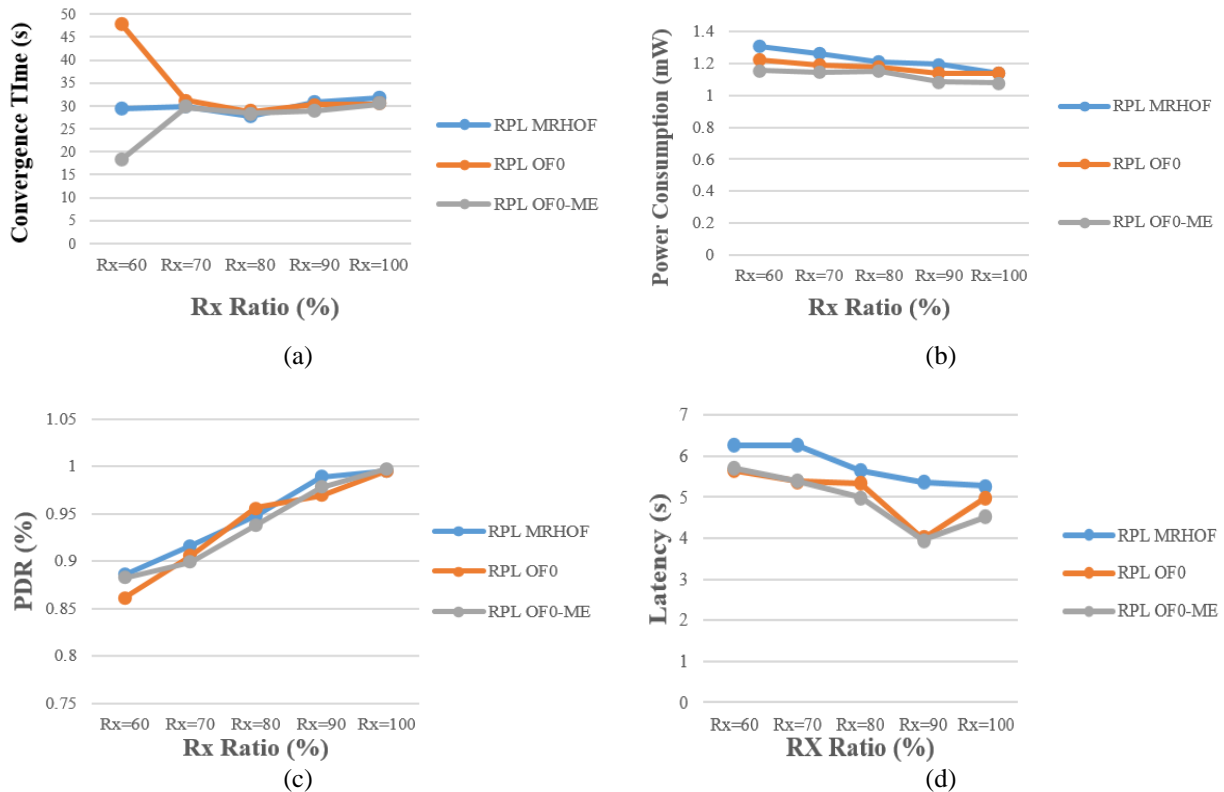 Convergence TIme (s)
50
45
40
35
30
25
20
15
10
5
0
Rx=60 Rx=70 Rx=80 Rx=90 Rx=100
Rx Ratio (%)
RPL MRHOF
RPL OF0
RPL OF0-ME
(a)
Power Consumption (mW)
1.4
1.2
1
0.8
0.6
0.4
0.2
0
Rx=60 Rx=70 Rx=80 Rx=90 Rx=100
Rx Ratio (%)
RPL MRHOF
RPL OF0
RPL OF0-ME
(b)
PDR (%)
1.05
1
0.95
0.9
0.85
0.8
0.75
Rx=60 Rx=70 Rx=80 Rx=90 Rx=100
Rx Ratio (%)
RPL MRHOF
RPL OF0
RPL OF0-ME
(c)
Latency (s)
7
6
5
4
3
2
1
0
Rx=60 Rx=70 Rx=80 Rx=90 Rx=100
RX Ratio (%)
RPL MRHOF
RPL OF0
RPL OF0-ME
(d)